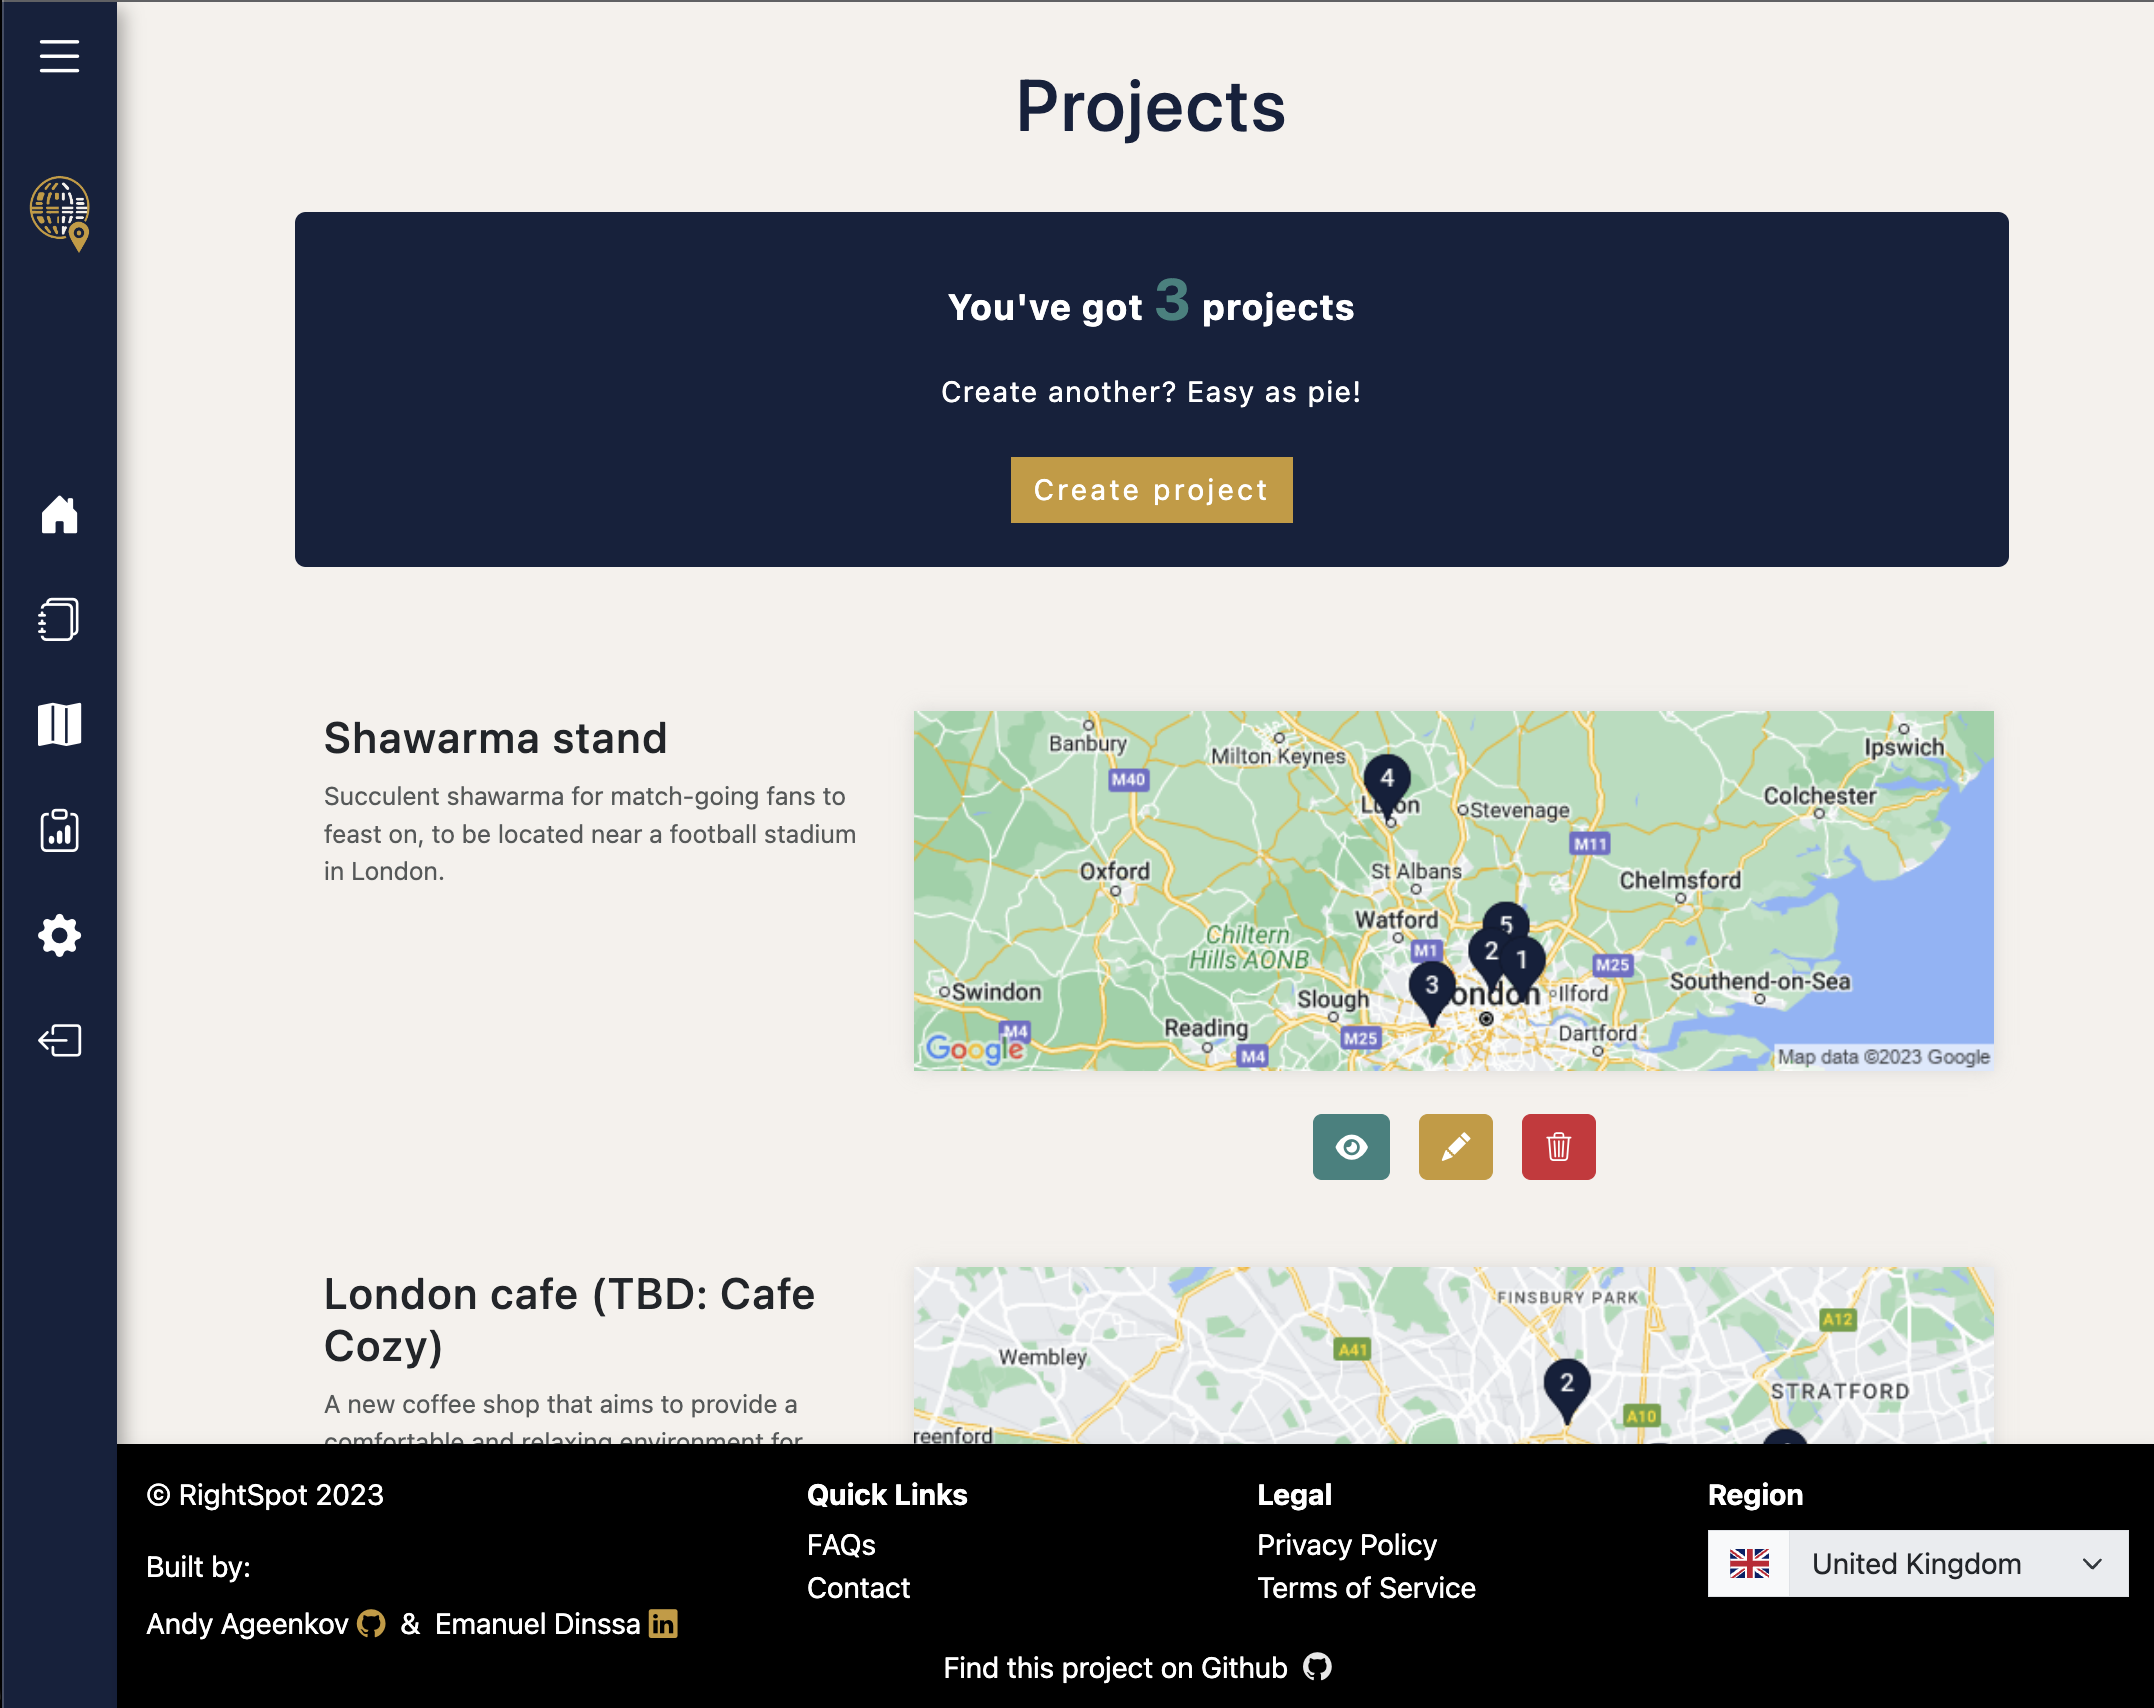 Projects
You've got 3 projects
Create another? Easy as pie!
Create project
Shawarma stand
Succulent shawarma for match-going fans to
feast on, to be located near a football stadium
in London.
Banbury
Milton Keynes
Ipswich
M40
4
Colchester
Stevenage
M11
Oxford
St Albans
Chelmsford
Watford
5
Chiltern
Hills AONB
M1
2
1
M25
Southend-on-Sea
3
Swindon
Slough
London
Ilford
Reading
M4
M25
Dartford
Google
M4
Map data ©2023 Google
London cafe (TBD: Cafe
Cozy)
A new coffee shop that aims to provide a
comfortable and relaxing environment for
FINSBURY PARK
A12
A41
Wembley
2
STRATFORD
A10
reenford
© RightSpot 2023
Built by:
Andy Ageenkov & Emanuel Dinssa in
Quick Links
FAQs
Contact
Legal
Privacy Policy
Terms of Service
Region
United Kingdom
Find this project on Github